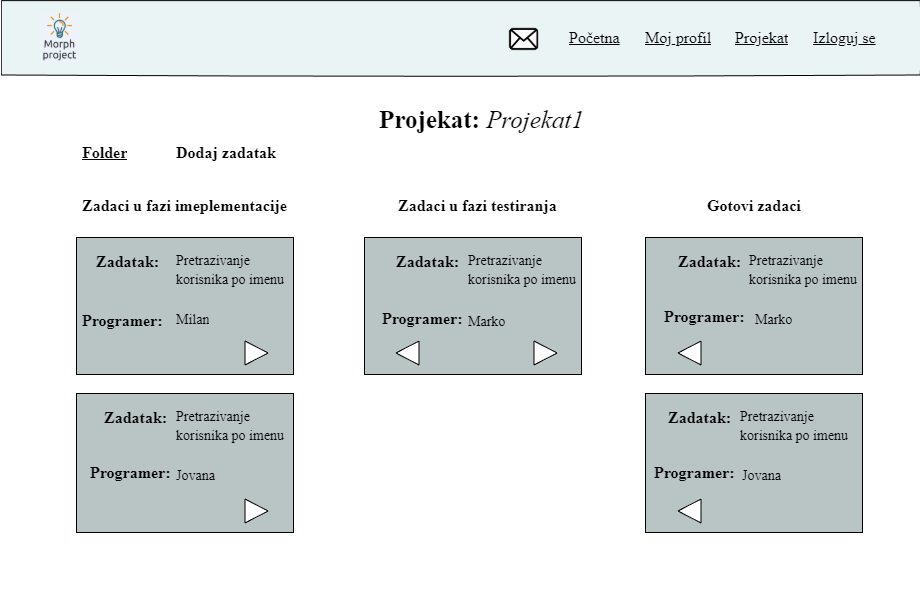 Morph
project
Početna Moj profil Projekat Izloguj se
Projekat: Projekat1
Folder Dodaj zadatak
Zadaci u fazi imeplementacije
Zadatak: Pretrazivanje
korisnika po imenu
Programer: Milan
Zadatak: Pretrazivanje
korisnika po imenu
Programer: Jovana
Zadaci u fazi testiranja
Zadatak: Pretrazivanje
korisnika po imenu
Programer: Marko
Gotovi zadaci
Zadatak: Pretrazivanje
korisnika po imenu
Programer: Marko
Zadatak: Pretrazivanje
korisnika po imenu
Programer: Jovana